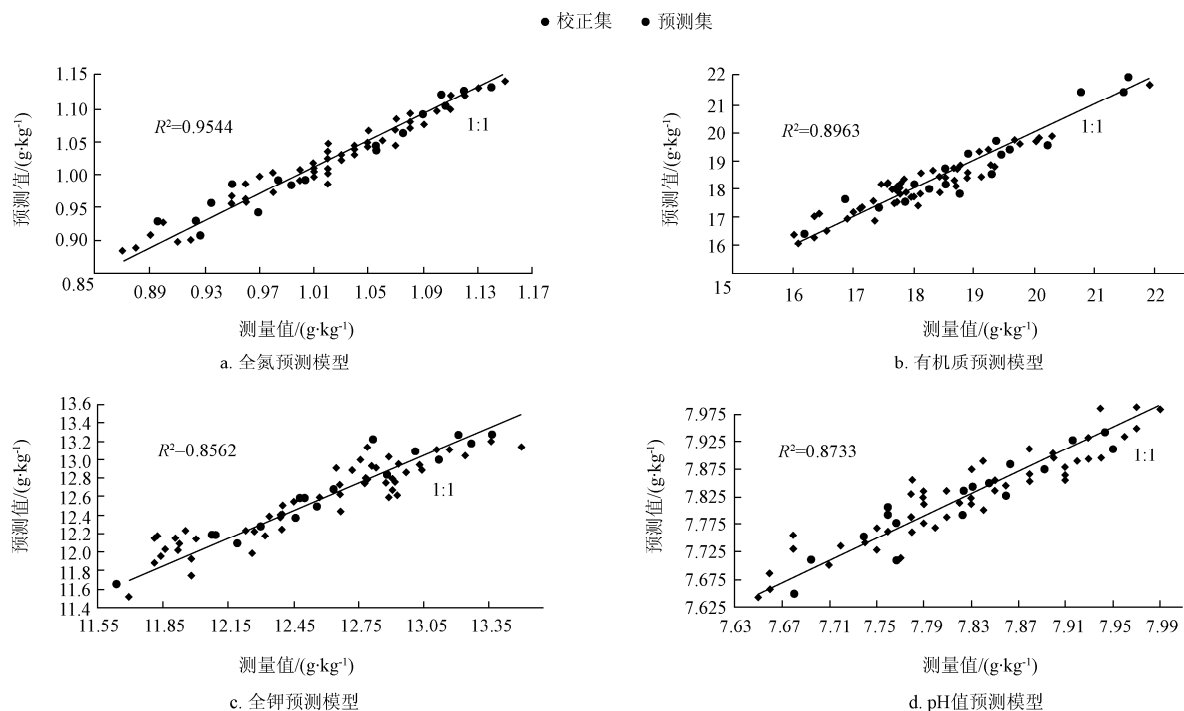 ● 校正集 ● 预测集
1.15
1.10
1.05
1.00
0.95
0.90
0.85
预测值/(g·kg⁻¹)
R²=0.9544
1:1
0.89 0.93 0.97 1.01 1.05 1.09 1.13 1.17
测量值/(g·kg⁻¹)
a. 全氮预测模型
22
21
20
19
18
17
16
15
预测值/(g·kg⁻¹)
R²=0.8963
1:1
16 17 18 19 20 21 22
测量值/(g·kg⁻¹)
b. 有机质预测模型
13.6
13.4
13.2
13.0
12.8
12.6
12.4
12.2
12.0
11.8
11.6
11.4
预测值/(g·kg⁻¹)
R²=0.8562
1:1
11.55 11.85 12.15 12.45 12.75 13.05 13.35
测量值/(g·kg⁻¹)
c. 全钾预测模型
7.975
7.925
7.875
7.825
7.775
7.725
7.675
7.625
预测值/(g·kg⁻¹)
R²=0.8733
1:1
7.63 7.67 7.71 7.75 7.79 7.83 7.87 7.91 7.95 7.99
测量值/(g·kg⁻¹)
d. pH值预测模型